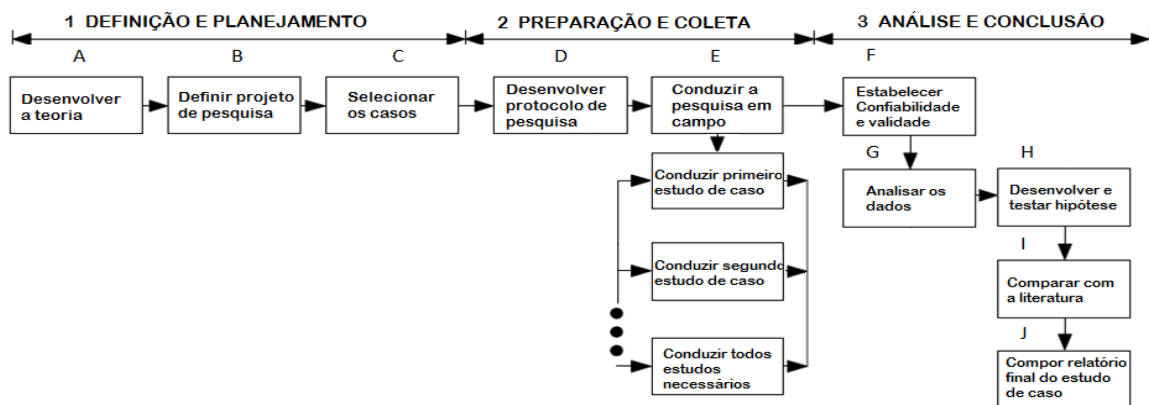 1 DEFINIÇÃO E PLANEJAMENTO
2 PREPARAÇÃO E COLETA
3 ANÁLISE E CONCLUSÃO
A
B
C
D
E
F
Desenvolver
a teoria
Definir projeto
de pesquisa
Selecionar
os casos
Desenvolver
protocolo de
pesquisa
Conduzir a
pesquisa em
campo
Estabelecer
Confiabilidade
e validade
G
H
Conduzir primeiro
estudo de caso
Analisar os
dados
Desenvolver e
testar hipótese
I
Conduzir segundo
estudo de caso
Comparar com
a literatura
J
Conduzir todos
estudos
necessários
Compor relatório
final do estudo
de caso